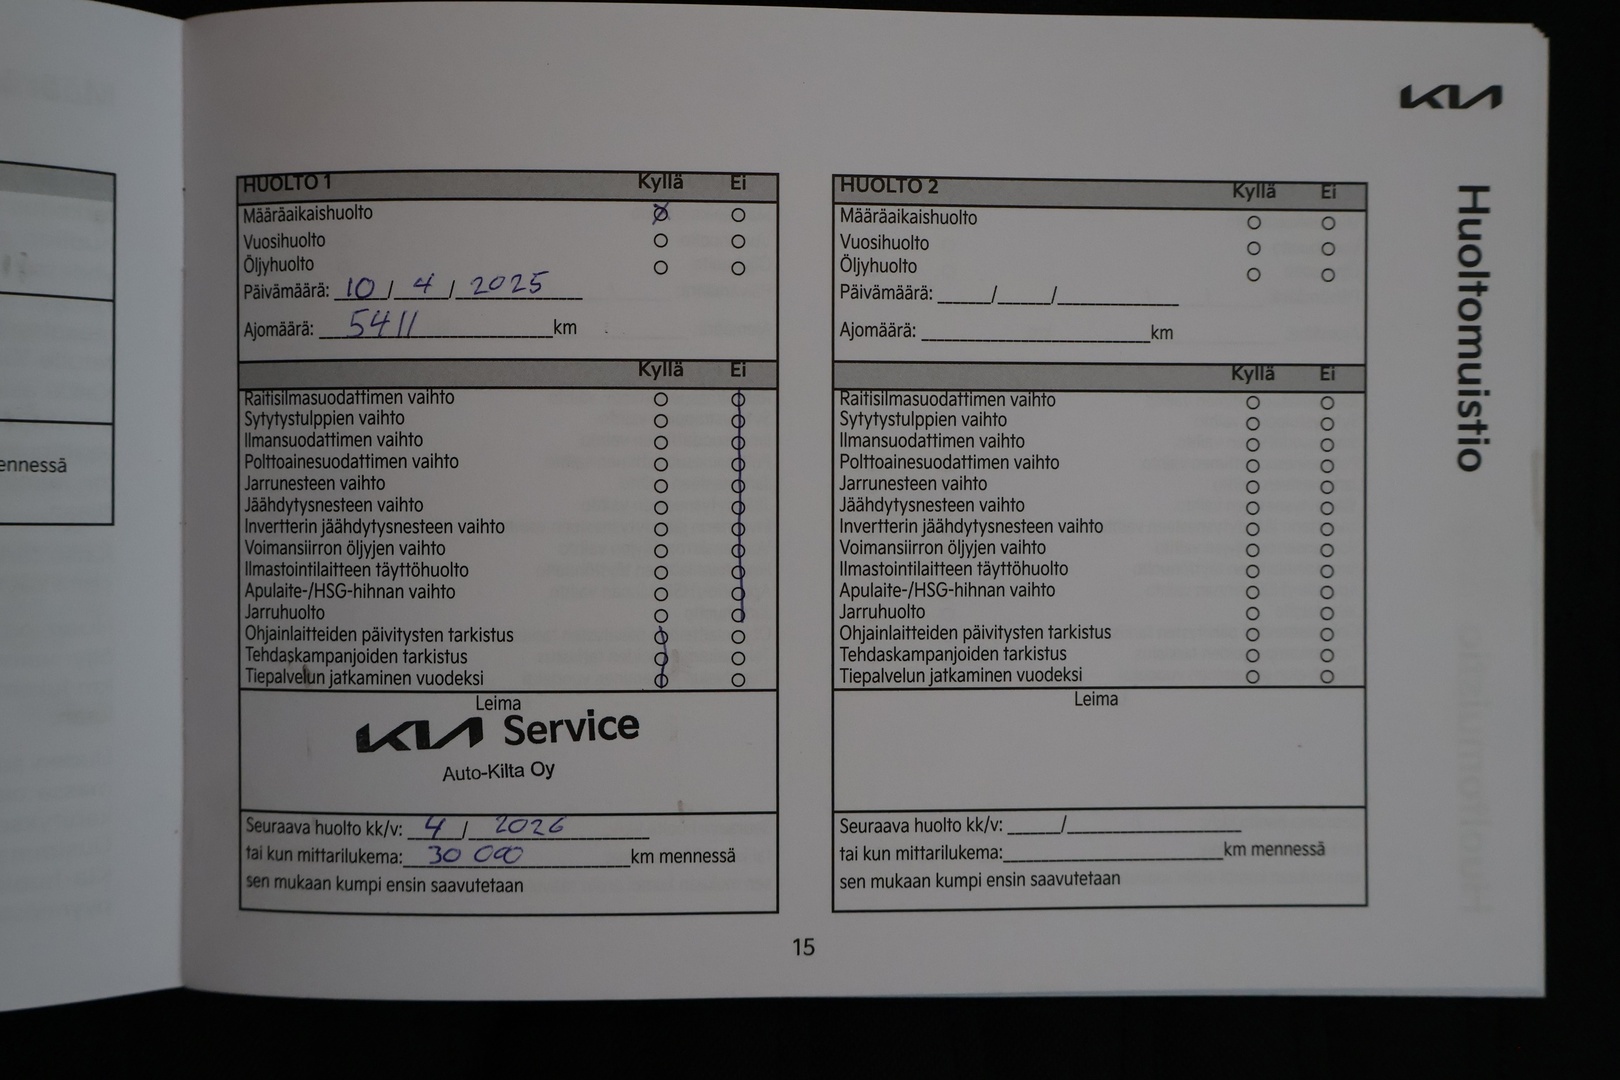 KIA
Huoltomuistio
ennessä
HUOLTO 1 Kyllä Ei
Määräaikaishuolto
Vuosihuolto
Öljyhuolto
Päivämäärä: 10 / 4 / 2025
Ajomäärä: 5411 km
Kyllä Ei
Raitisilmasuodattimen vaihto
Sytytystulppien vaihto
Ilmansuodattimen vaihto
Polttoainesuodattimen vaihto
Jarrunesteen vaihto
Jäähdytysnesteen vaihto
Invertterin jäähdytysnesteen vaihto
Voimansiirron öljyjen vaihto
Ilmastointilaitteen täyttöhuolto
Apulaite-/HSG-hihnan vaihto
Jarruhuolto
Ohjainlaitteiden päivitysten tarkistus
Tehdaskampanjoiden tarkistus
Tiepalvelun jatkaminen vuodeksi
Leima
KIA Service
Auto-Kilta Oy
Seuraava huolto kk/v: 4 / 2026
tai kun mittarilukema: 30 000 km mennessä
sen mukaan kumpi ensin saavutetaan
HUOLTO 2 Kyllä Ei
Määräaikaishuolto
Vuosihuolto
Öljyhuolto
Päivämäärä: ______/______/______________
Ajomäärä: __________________________km
Kyllä Ei
Raitisilmasuodattimen vaihto
Sytytystulppien vaihto
Ilmansuodattimen vaihto
Polttoainesuodattimen vaihto
Jarrunesteen vaihto
Jäähdytysnesteen vaihto
Invertterin jäähdytysnesteen vaihto
Voimansiirron öljyjen vaihto
Ilmastointilaitteen täyttöhuolto
Apulaite-/HSG-hihnan vaihto
Jarruhuolto
Ohjainlaitteiden päivitysten tarkistus
Tehdaskampanjoiden tarkistus
Tiepalvelun jatkaminen vuodeksi
Leima
Seuraava huolto kk/v: ______/____________________
tai kun mittarilukema:_________________________km mennessä
sen mukaan kumpi ensin saavutetaan
15